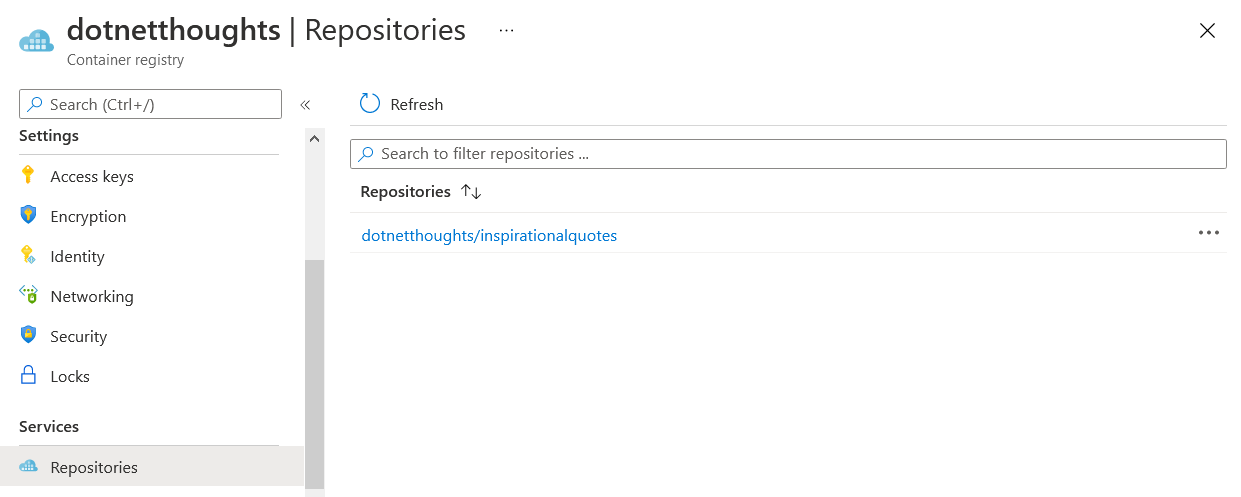 dotnetthoughts | Repositories ...
Container registry
Search (Ctrl+/)
«
Settings
Access keys
Encryption
Identity
Networking
Security
Locks
Services
Repositories
Refresh
Search to filter repositories ...
Repositories ↑↓
dotnetthoughts/inspirationalquotes